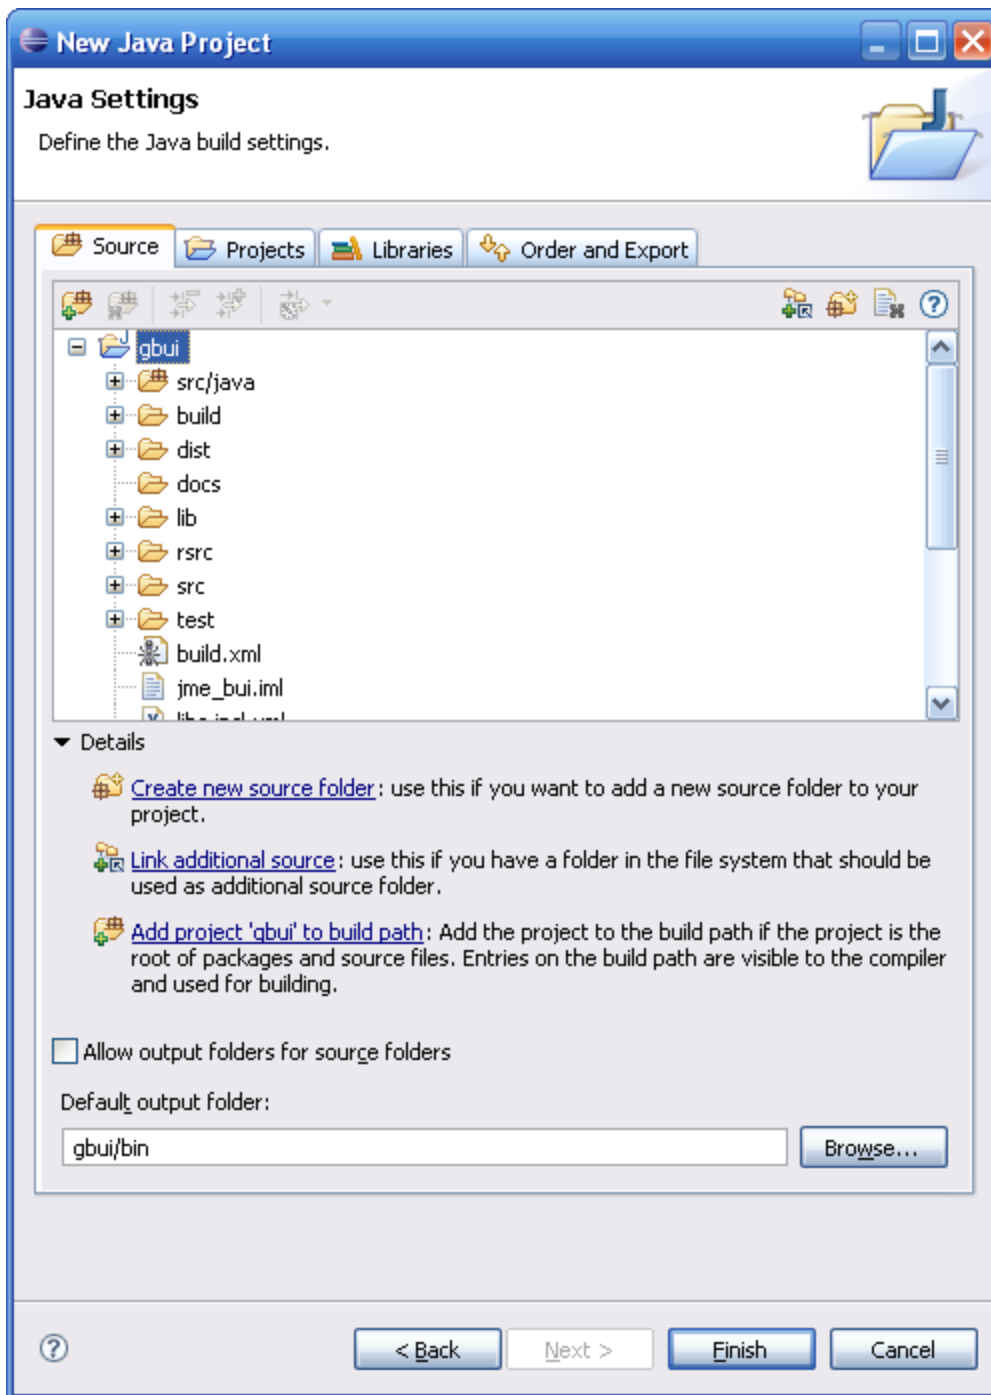 New Java Project
Java Settings
Define the Java build settings.
Source
Projects
Libraries
Order and Export
gbui
src/java
build
dist
docs
lib
rsrc
src
test
build.xml
jme_bui.iml
Details
Create new source folder: use this if you want to add a new source folder to your
project.
Link additional source: use this if you have a folder in the file system that should be
used as additional source folder.
Add project 'gbui' to build path: Add the project to the build path if the project is the
root of packages and source files. Entries on the build path are visible to the compiler
and used for building.
Allow output folders for source folders
Default output folder:
gbui/bin
Browse...
< Back
Next >
Finish
Cancel